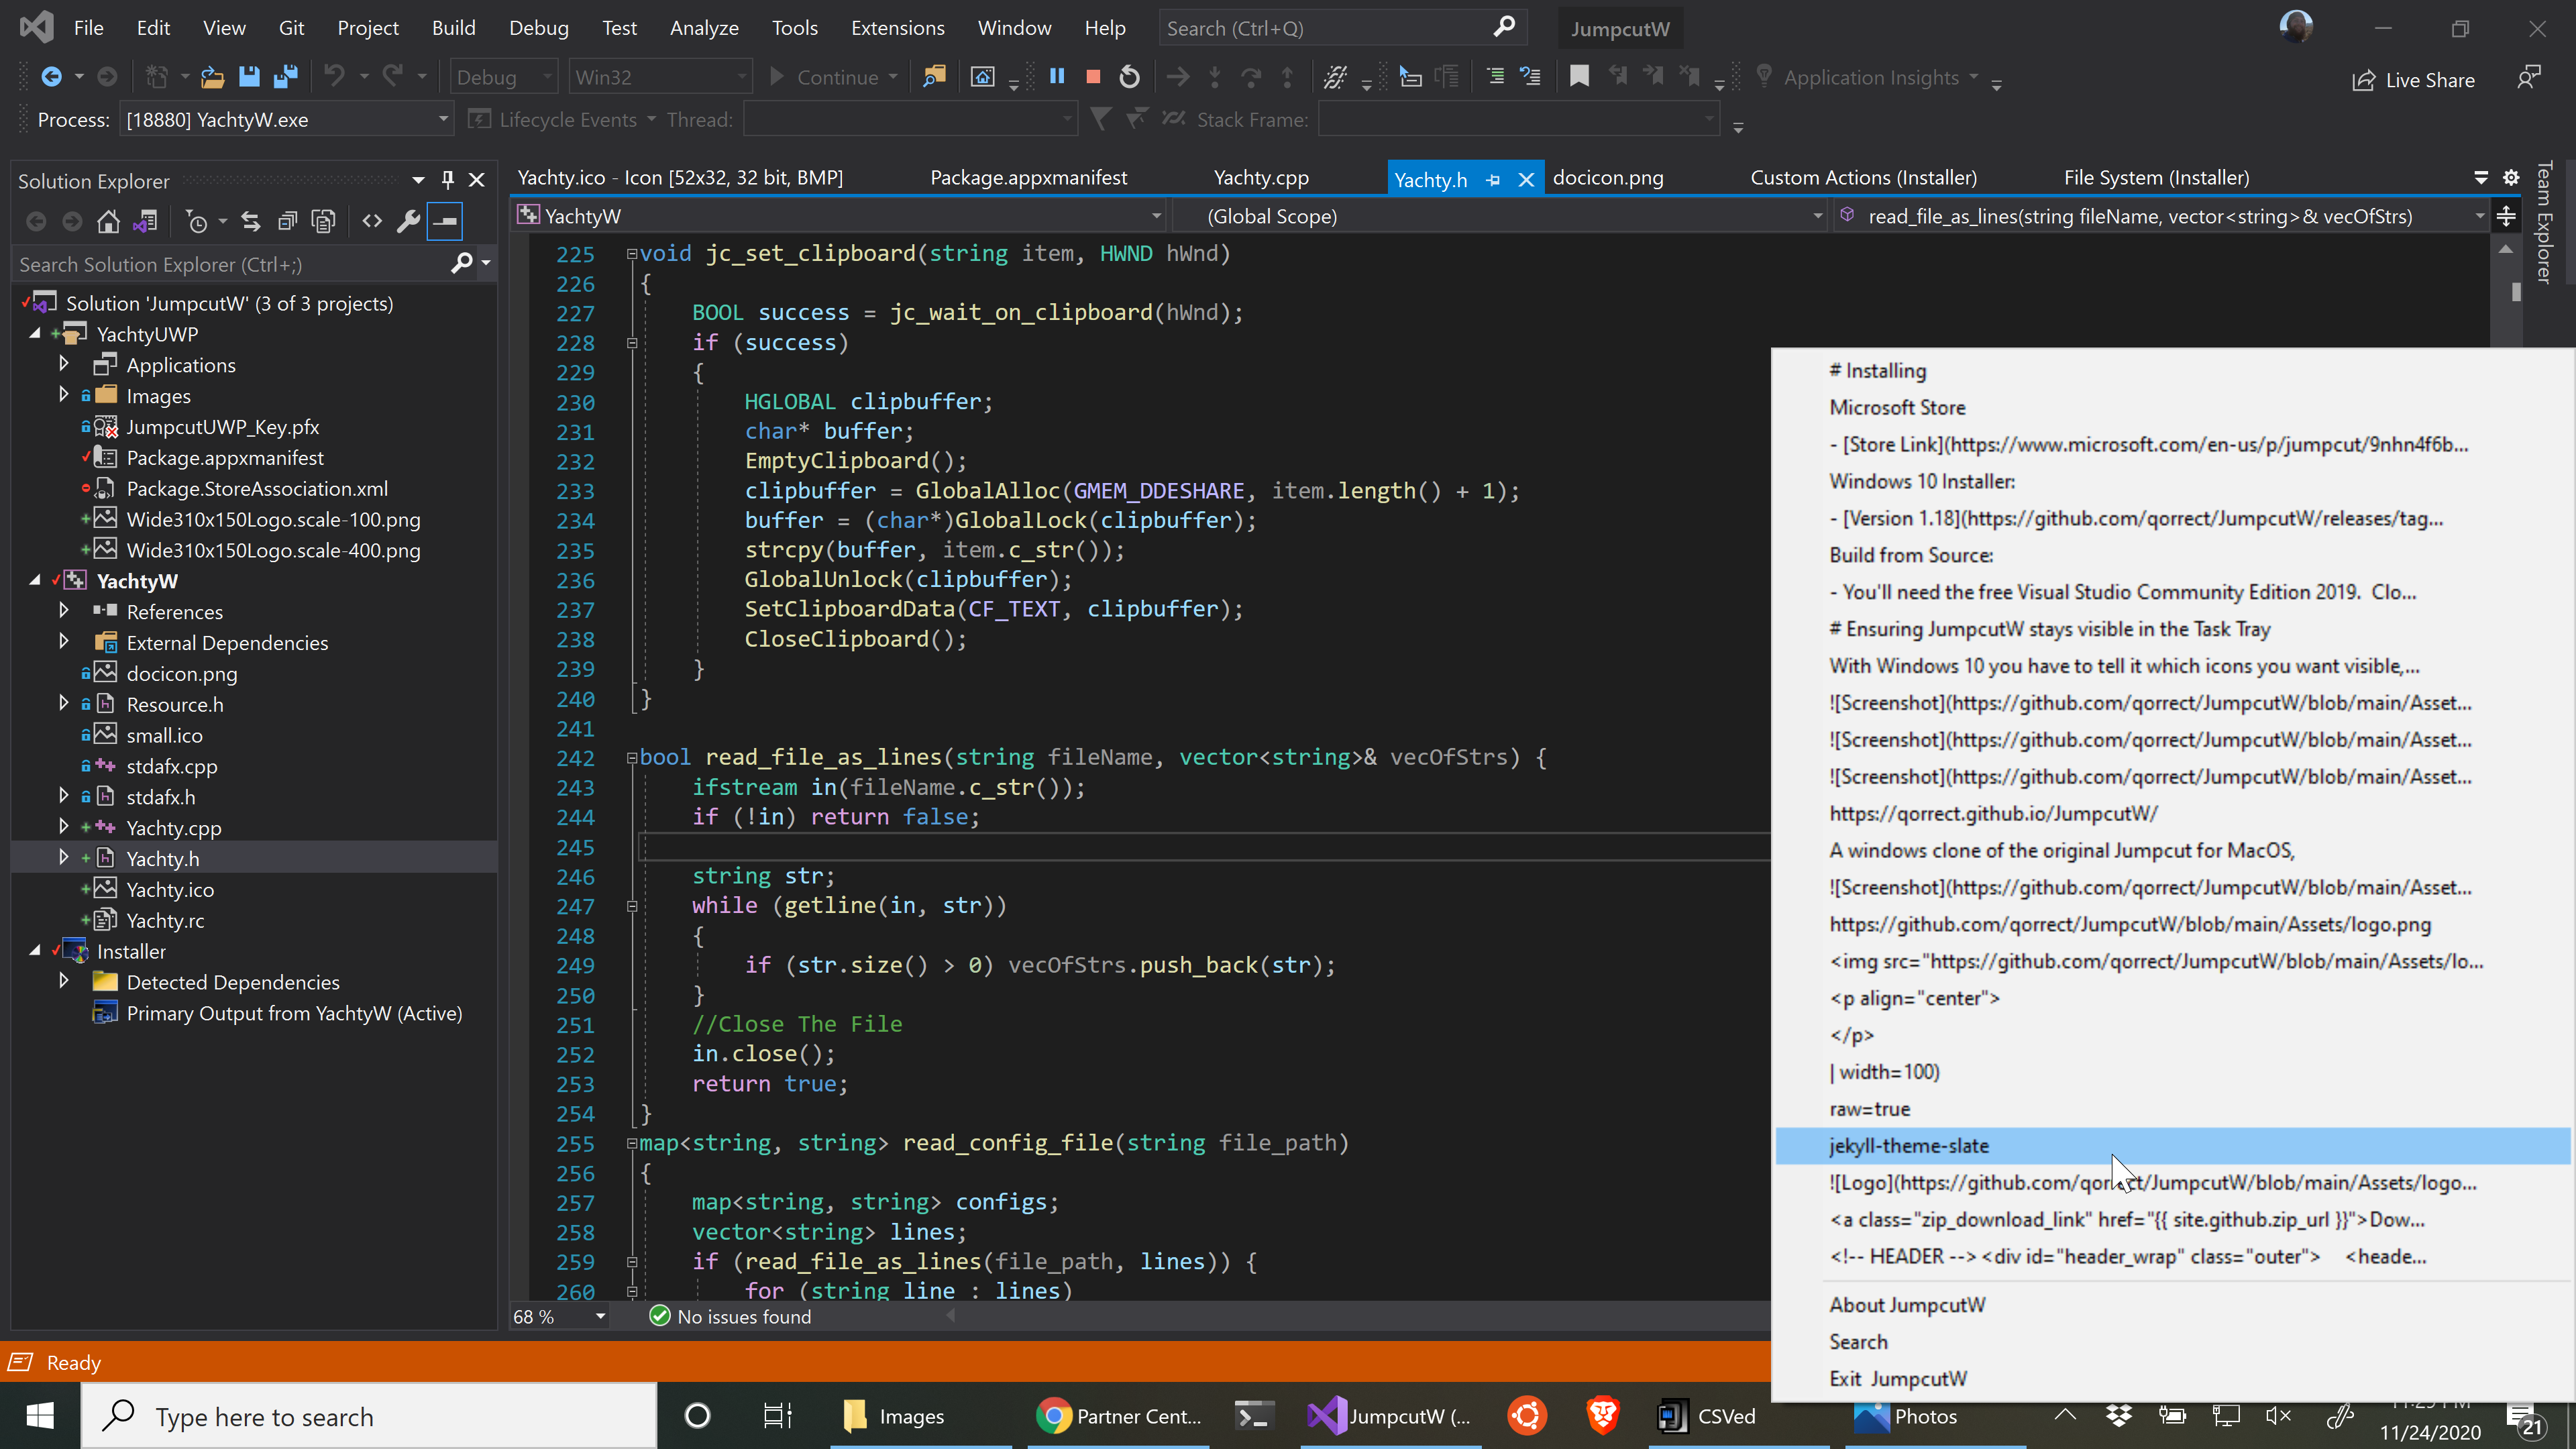 File Edit View Git Project Build Debug Test Analyze Tools Extensions Window Help Search (Ctrl+Q) JumpcutW
Debug Win32 Continue Application Insights Live Share
Process: [18880] YachtyW.exe Lifecycle Events Thread: Stack Frame:
Solution Explorer
Search Solution Explorer (Ctrl+;)
Solution 'JumpcutW' (3 of 3 projects)
YachtyUWP
Applications
Images
JumpcutUWP_Key.pfx
Package.appxmanifest
Package.StoreAssociation.xml
Wide310x150Logo.scale-100.png
Wide310x150Logo.scale-400.png
YachtyW
References
External Dependencies
docicon.png
Resource.h
small.ico
stdafx.cpp
stdafx.h
Yachty.cpp
Yachty.h
Yachty.ico
Yachty.rc
Installer
Detected Dependencies
Primary Output from YachtyW (Active)
Yachty.ico - Icon [52x32, 32 bit, BMP] Package.appxmanifest Yachty.cpp Yachty.h docicon.png Custom Actions (Installer) File System (Installer)
Team Explorer
YachtyW (Global Scope) read_file_as_lines(string fileName, vector<string>& vecOfStrs)
225 void jc_set_clipboard(string item, HWND hWnd)
226 {
227 BOOL success = jc_wait_on_clipboard(hWnd);
228 if (success)
229 {
230 HGLOBAL clipbuffer;
231 char* buffer;
232 EmptyClipboard();
233 clipbuffer = GlobalAlloc(GMEM_DDESHARE, item.length() + 1);
234 buffer = (char*)GlobalLock(clipbuffer);
235 strcpy(buffer, item.c_str());
236 GlobalUnlock(clipbuffer);
237 SetClipboardData(CF_TEXT, clipbuffer);
238 CloseClipboard();
239 }
240 }
241
242 bool read_file_as_lines(string fileName, vector<string>& vecOfStrs) {
243 ifstream in(fileName.c_str());
244 if (!in) return false;
245
246 string str;
247 while (getline(in, str))
248 {
249 if (str.size() > 0) vecOfStrs.push_back(str);
250 }
251 //Close The File
252 in.close();
253 return true;
254 }
255 map<string, string> read_config_file(string file_path)
256 {
257 map<string, string> configs;
258 vector<string> lines;
259 if (read_file_as_lines(file_path, lines)) {
260 for (string line : lines)
68 % No issues found
# Installing
Microsoft Store
- [Store Link](https://www.microsoft.com/en-us/p/jumpcut/9nhn4f6b...
Windows 10 Installer:
- [Version 1.18](https://github.com/qorrect/JumpcutW/releases/tag...
Build from Source:
- You'll need the free Visual Studio Community Edition 2019. Clo...
# Ensuring JumpcutW stays visible in the Task Tray
With Windows 10 you have to tell it which icons you want visible,...
![Screenshot](https://github.com/qorrect/JumpcutW/blob/main/Asset...
![Screenshot](https://github.com/qorrect/JumpcutW/blob/main/Asset...
![Screenshot](https://github.com/qorrect/JumpcutW/blob/main/Asset...
https://qorrect.github.io/JumpcutW/
A windows clone of the original Jumpcut for MacOS,
![Screenshot](https://github.com/qorrect/JumpcutW/blob/main/Asset...
https://github.com/qorrect/JumpcutW/blob/main/Assets/logo.png
<img src="https://github.com/qorrect/JumpcutW/blob/main/Assets/lo...
<p align="center">
</p>
| width=100)
raw=true
jekyll-theme-slate
![Logo](https://github.com/qorrect/JumpcutW/blob/main/Assets/logo...
<a class="zip_download_link" href="{{ site.github.zip_url }}">Dow...
<!-- HEADER --> <div id="header_wrap" class="outer"> <heade...
About JumpcutW
Search
Exit JumpcutW
Ready
Type here to search Images Partner Cent... JumpcutW (... CSVed Photos
11/24/2020 21